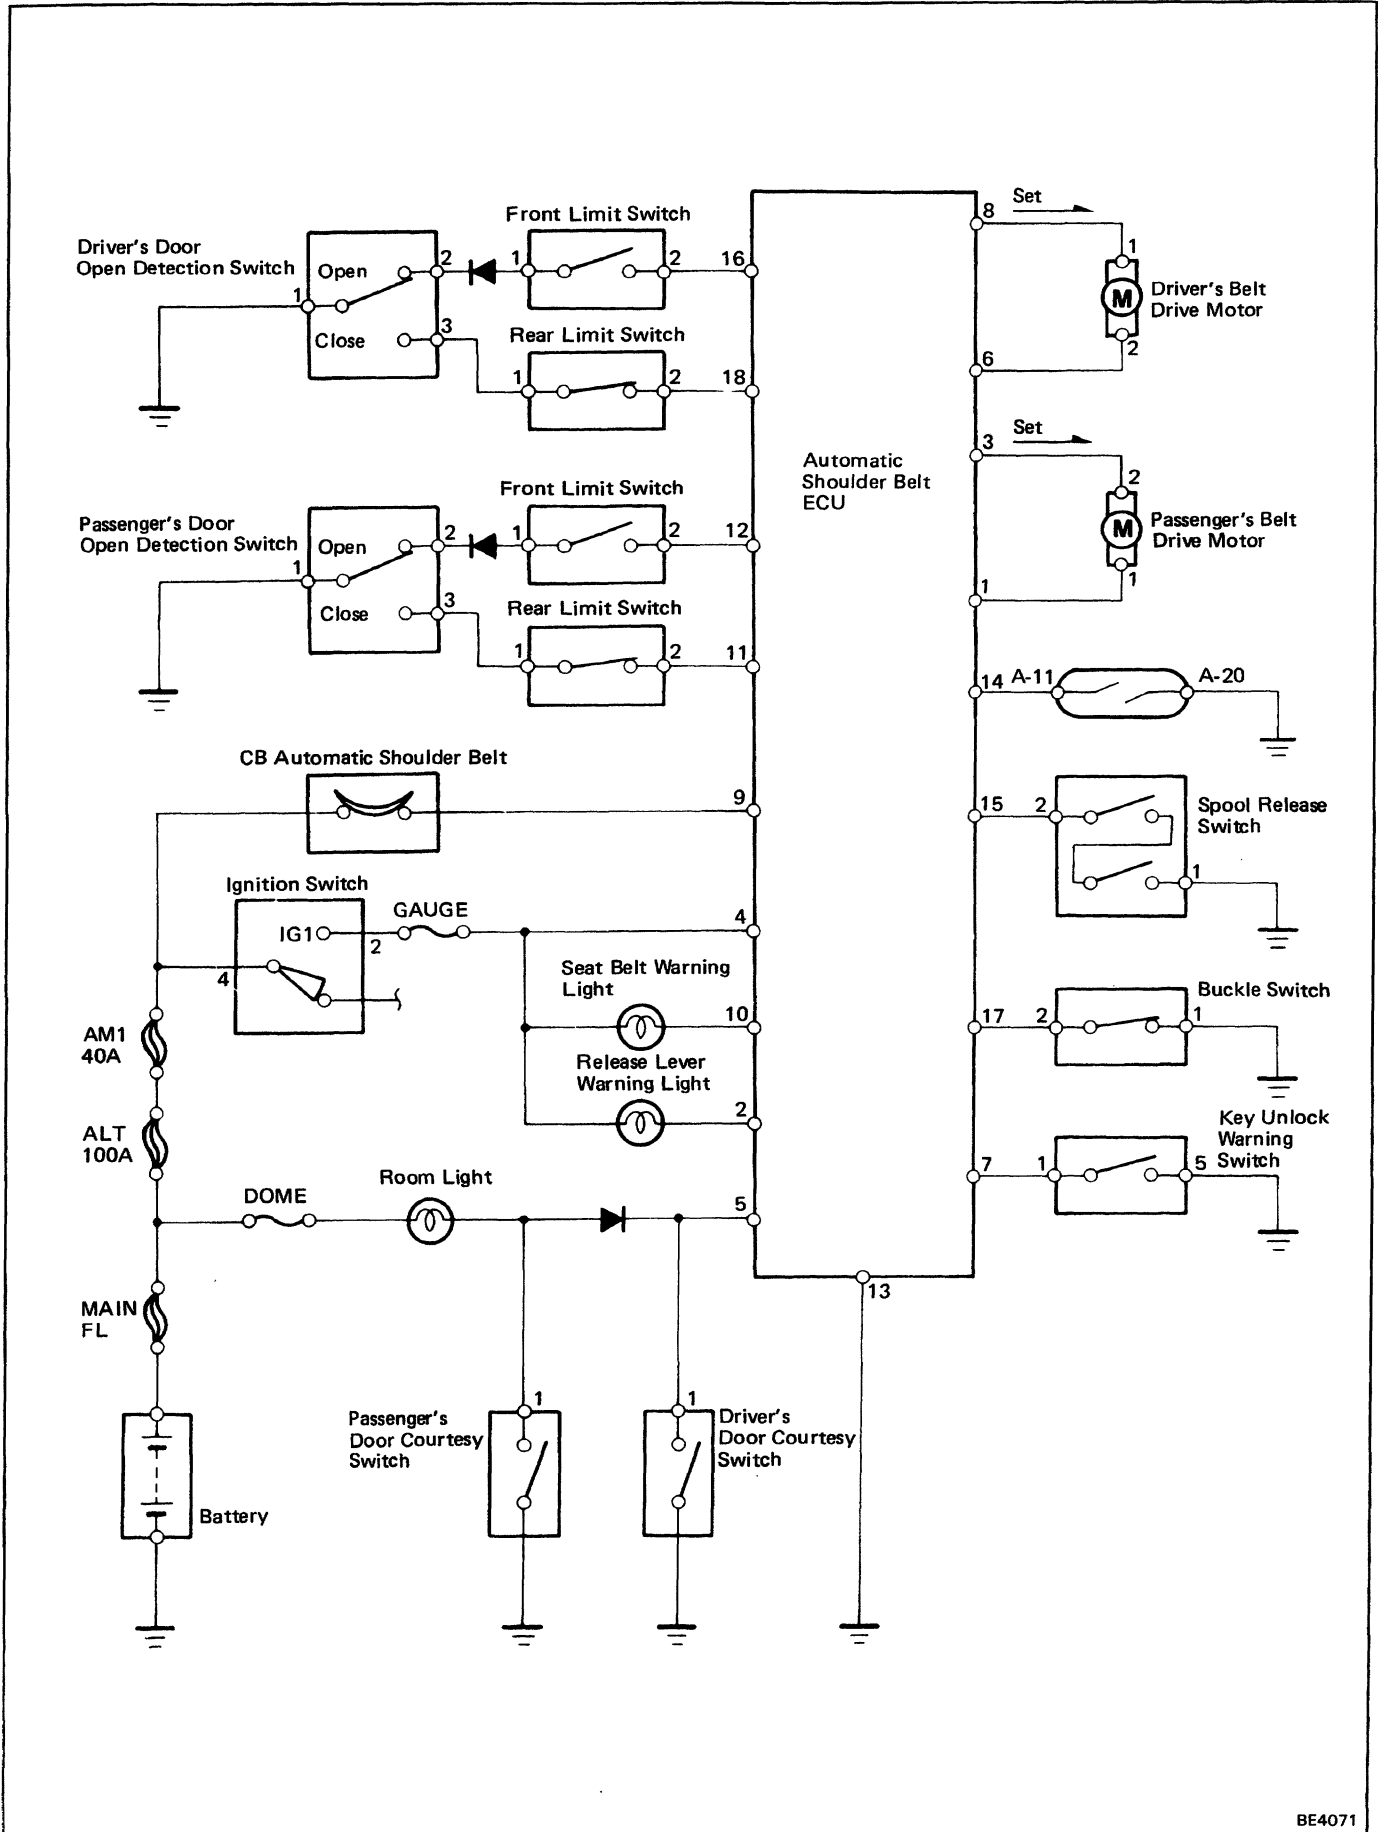 Driver's Door
Open Detection Switch
1
Open
Close
2
3
Front Limit Switch
1
2
16
Rear Limit Switch
1
2
18
Passenger's Door
Open Detection Switch
1
Open
Close
2
3
Front Limit Switch
1
2
12
Rear Limit Switch
1
2
11
CB Automatic Shoulder Belt
9
Ignition Switch
IG1
2
4
GAUGE
4
Seat Belt Warning
Light
10
Release Lever
Warning Light
2
AM1
40A
ALT
100A
DOME
Room Light
5
MAIN
FL
Battery
Passenger's
Door Courtesy
Switch
1
Driver's
Door Courtesy
Switch
1
13
Automatic
Shoulder Belt
ECU
8
Set
1
M
Driver's Belt
Drive Motor
2
6
3
Set
2
M
Passenger's Belt
Drive Motor
1
1
14
A-11
A-20
15
2
1
Spool Release
Switch
17
2
1
Buckle Switch
7
1
5
Key Unlock
Warning
Switch
BE4071